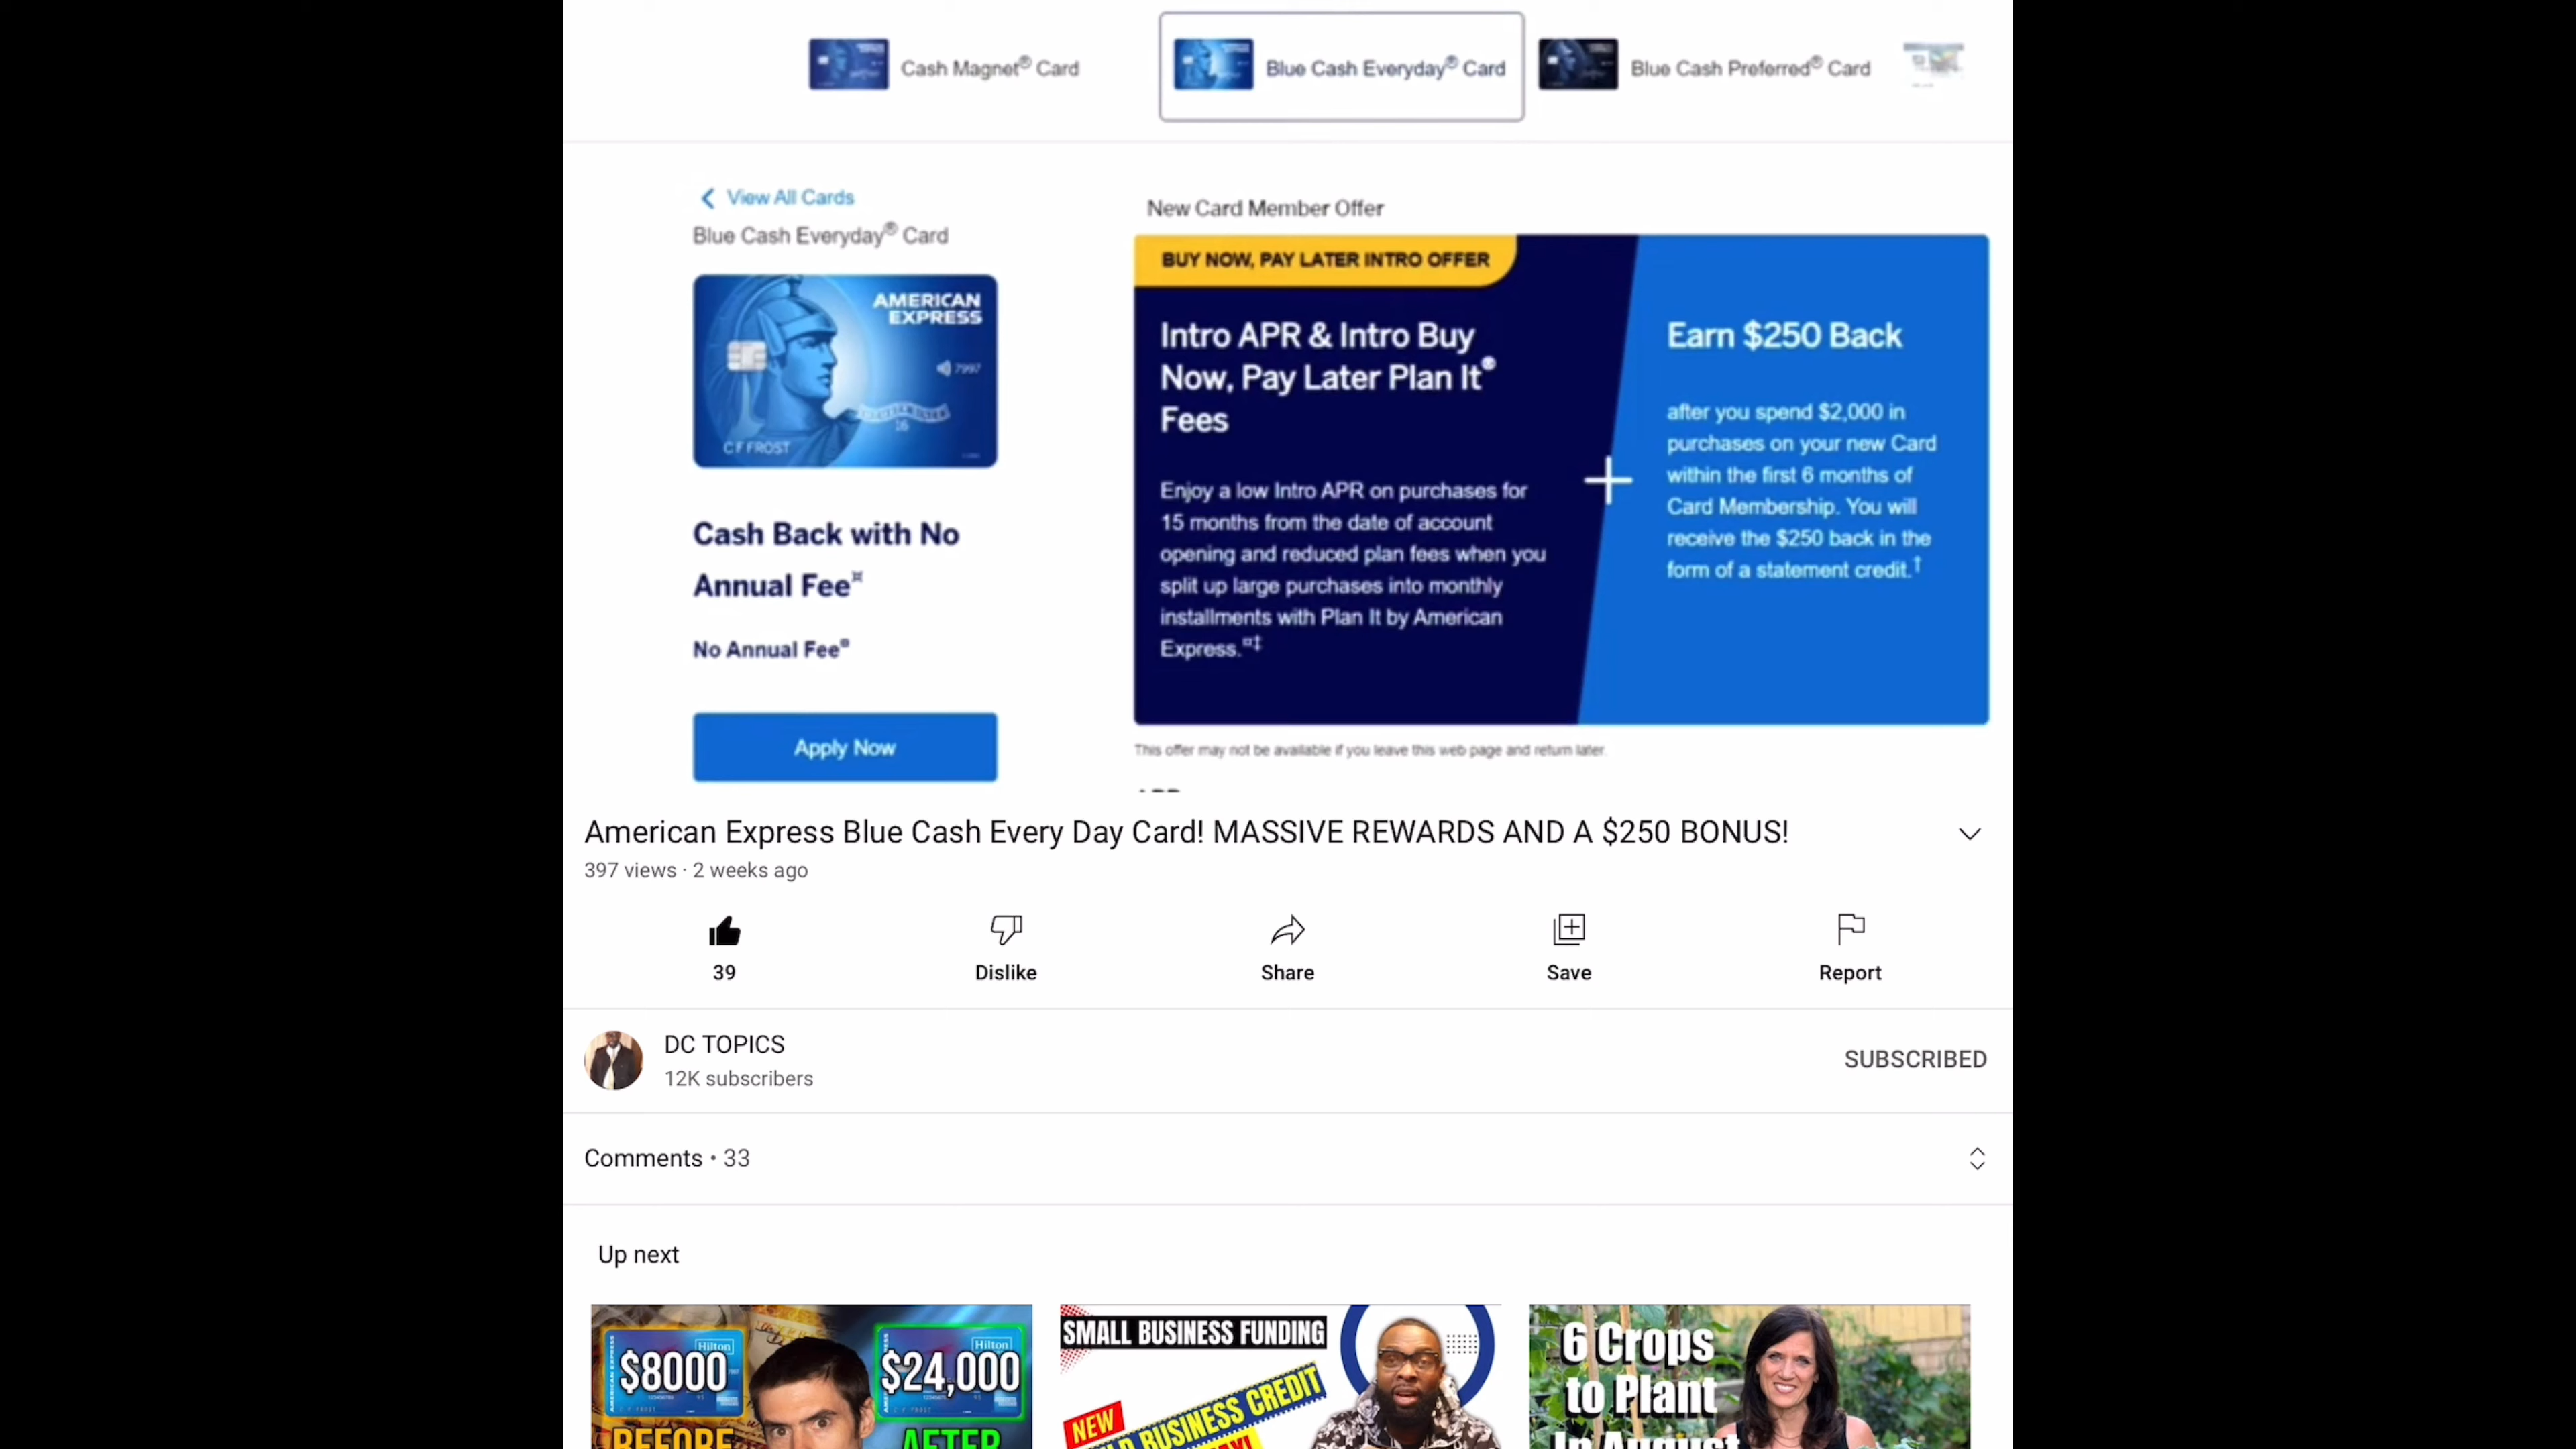 Cash Magnet® Card
Blue Cash Everyday® Card
Blue Cash Preferred® Card
View All Cards
Blue Cash Everyday® Card
AMERICAN
EXPRESS
7997
16
C F FROST
Cash Back with No
Annual Fee¤
No Annual Fee¤
Apply Now
New Card Member Offer
BUY NOW, PAY LATER INTRO OFFER
Intro APR & Intro Buy
Now, Pay Later Plan It®
Fees
Enjoy a low Intro APR on purchases for
15 months from the date of account
opening and reduced plan fees when you
split up large purchases into monthly
installments with Plan It by American
Express.¤‡
Earn $250 Back
after you spend $2,000 in
purchases on your new Card
within the first 6 months of
Card Membership. You will
receive the $250 back in the
form of a statement credit.†
This offer may not be available if you leave this web page and return later.
American Express Blue Cash Every Day Card! MASSIVE REWARDS AND A $250 BONUS!
397 views · 2 weeks ago
39
Dislike
Share
Save
Report
DC TOPICS
12K subscribers
SUBSCRIBED
Comments • 33
Up next
Hilton
$8000
BEFORE
Hilton
$24,000
AFTER
SMALL BUSINESS FUNDING
NEW
BUSINESS CREDIT
6 Crops
to Plant
In August